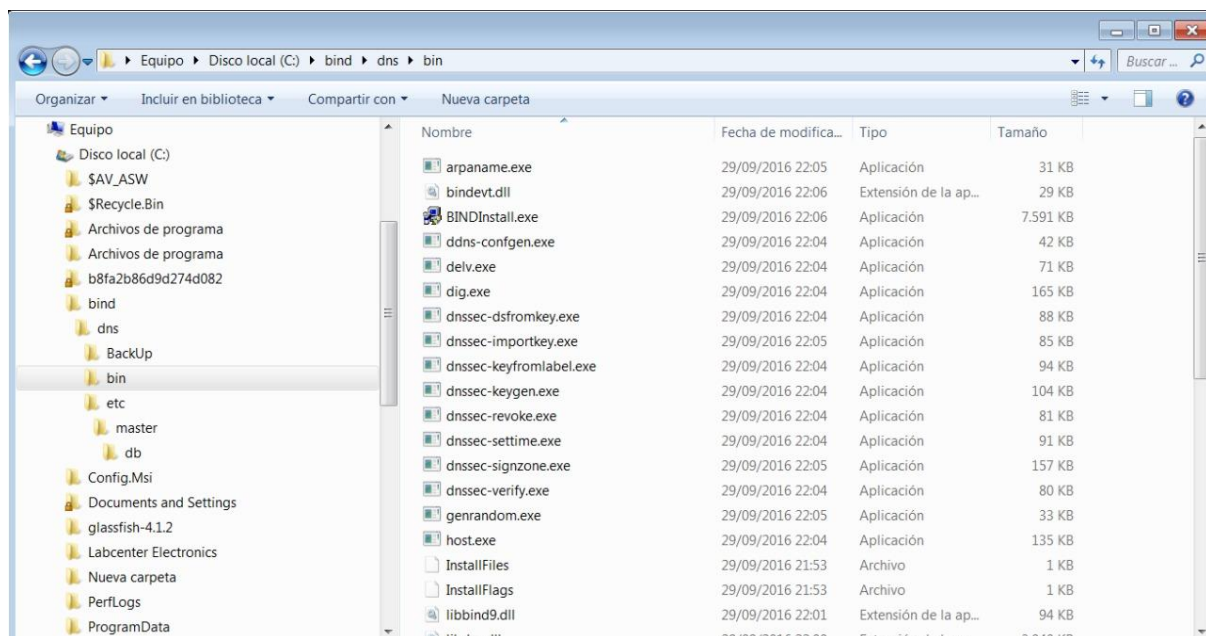 Equipo ▸ Disco local (C:) ▸ bind ▸ dns ▸ bin
Buscar ...
Organizar Incluir en biblioteca Compartir con Nueva carpeta
Equipo
Disco local (C:)
$AV_ASW
$Recycle.Bin
Archivos de programa
Archivos de programa
b8fa2b86d9d274d082
bind
dns
BackUp
bin
etc
master
db
Config.Msi
Documents and Settings
glassfish-4.1.2
Labcenter Electronics
Nueva carpeta
PerfLogs
ProgramData
Nombre Fecha de modifica... Tipo Tamaño
arpaname.exe 29/09/2016 22:05 Aplicación 31 KB
bindevt.dll 29/09/2016 22:06 Extensión de la ap... 29 KB
BINDInstall.exe 29/09/2016 22:06 Aplicación 7.591 KB
ddns-confgen.exe 29/09/2016 22:04 Aplicación 42 KB
delv.exe 29/09/2016 22:04 Aplicación 71 KB
dig.exe 29/09/2016 22:04 Aplicación 165 KB
dnssec-dsfromkey.exe 29/09/2016 22:04 Aplicación 88 KB
dnssec-importkey.exe 29/09/2016 22:05 Aplicación 85 KB
dnssec-keyfromlabel.exe 29/09/2016 22:04 Aplicación 94 KB
dnssec-keygen.exe 29/09/2016 22:04 Aplicación 104 KB
dnssec-revoke.exe 29/09/2016 22:04 Aplicación 81 KB
dnssec-settime.exe 29/09/2016 22:04 Aplicación 91 KB
dnssec-signzone.exe 29/09/2016 22:05 Aplicación 157 KB
dnssec-verify.exe 29/09/2016 22:04 Aplicación 80 KB
genrandom.exe 29/09/2016 22:05 Aplicación 33 KB
host.exe 29/09/2016 22:04 Aplicación 135 KB
InstallFiles 29/09/2016 21:53 Archivo 1 KB
InstallFlags 29/09/2016 21:53 Archivo 1 KB
libbind9.dll 29/09/2016 22:01 Extensión de la ap... 94 KB